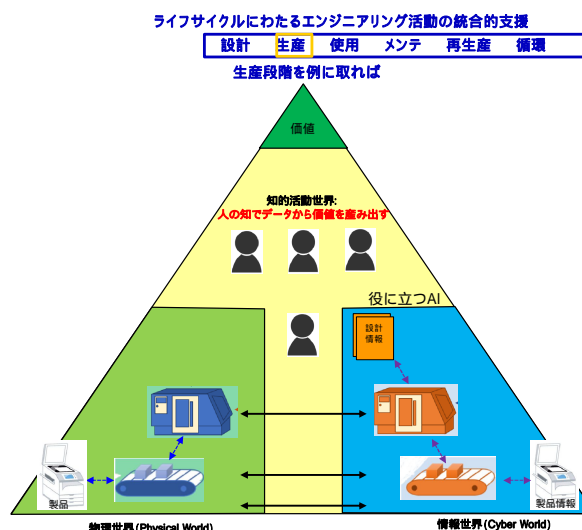 ライフサイクルにわたるエンジニアリング活動の統合的支援
設計 生産 使用 メンテ 再生産 循環
生産段階を例に取れば
価値
知的活動世界:
人の知でデータから価値を産み出す
役に立つAI
設計
情報
製品
製品情報
物理世界(Physical World)
情報世界(Cyber World)